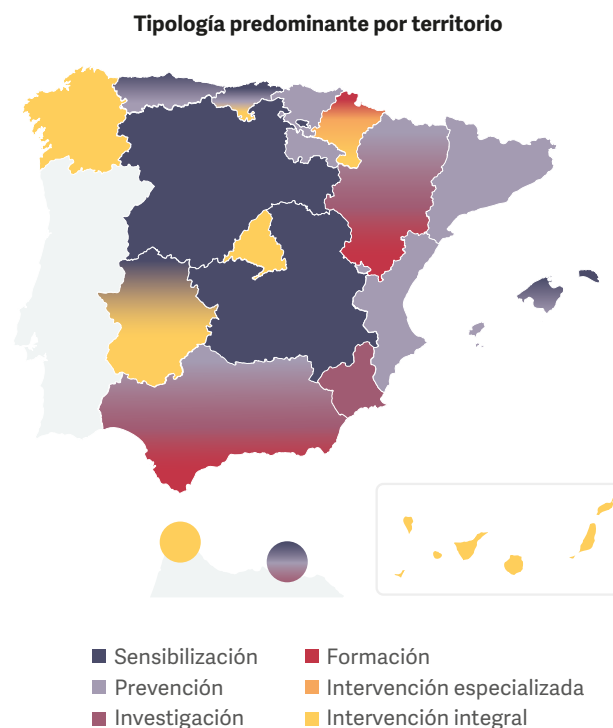 Tipología predominante por territorio
Sensibilización
Prevención
Investigación
Formación
Intervención especializada
Intervención integral